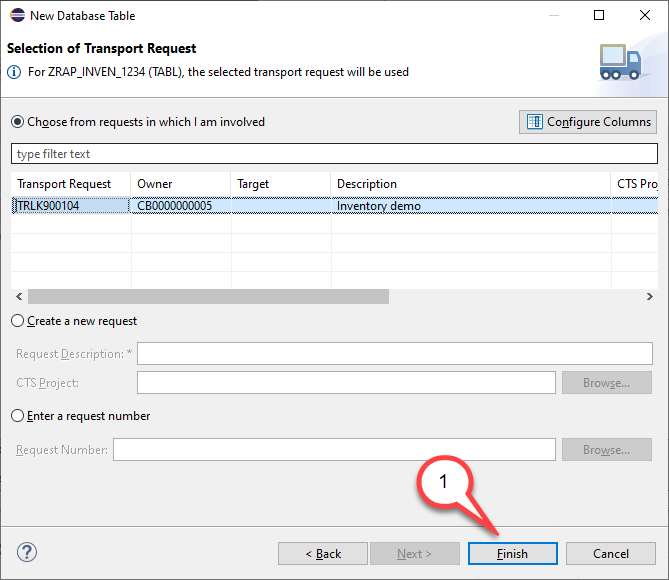 New Database Table
Selection of Transport Request
For ZRAP_INVEN_1234 (TABL), the selected transport request will be used
Choose from requests in which I am involved
Configure Columns
type filter text
Transport Request Owner Target Description CTS Proj
TRLK900104 CB0000000005 Inventory demo
Create a new request
Request Description: *
CTS Project:
Browse...
Enter a request number
Request Number:
Browse...
1
?
< Back
Next >
Finish
Cancel